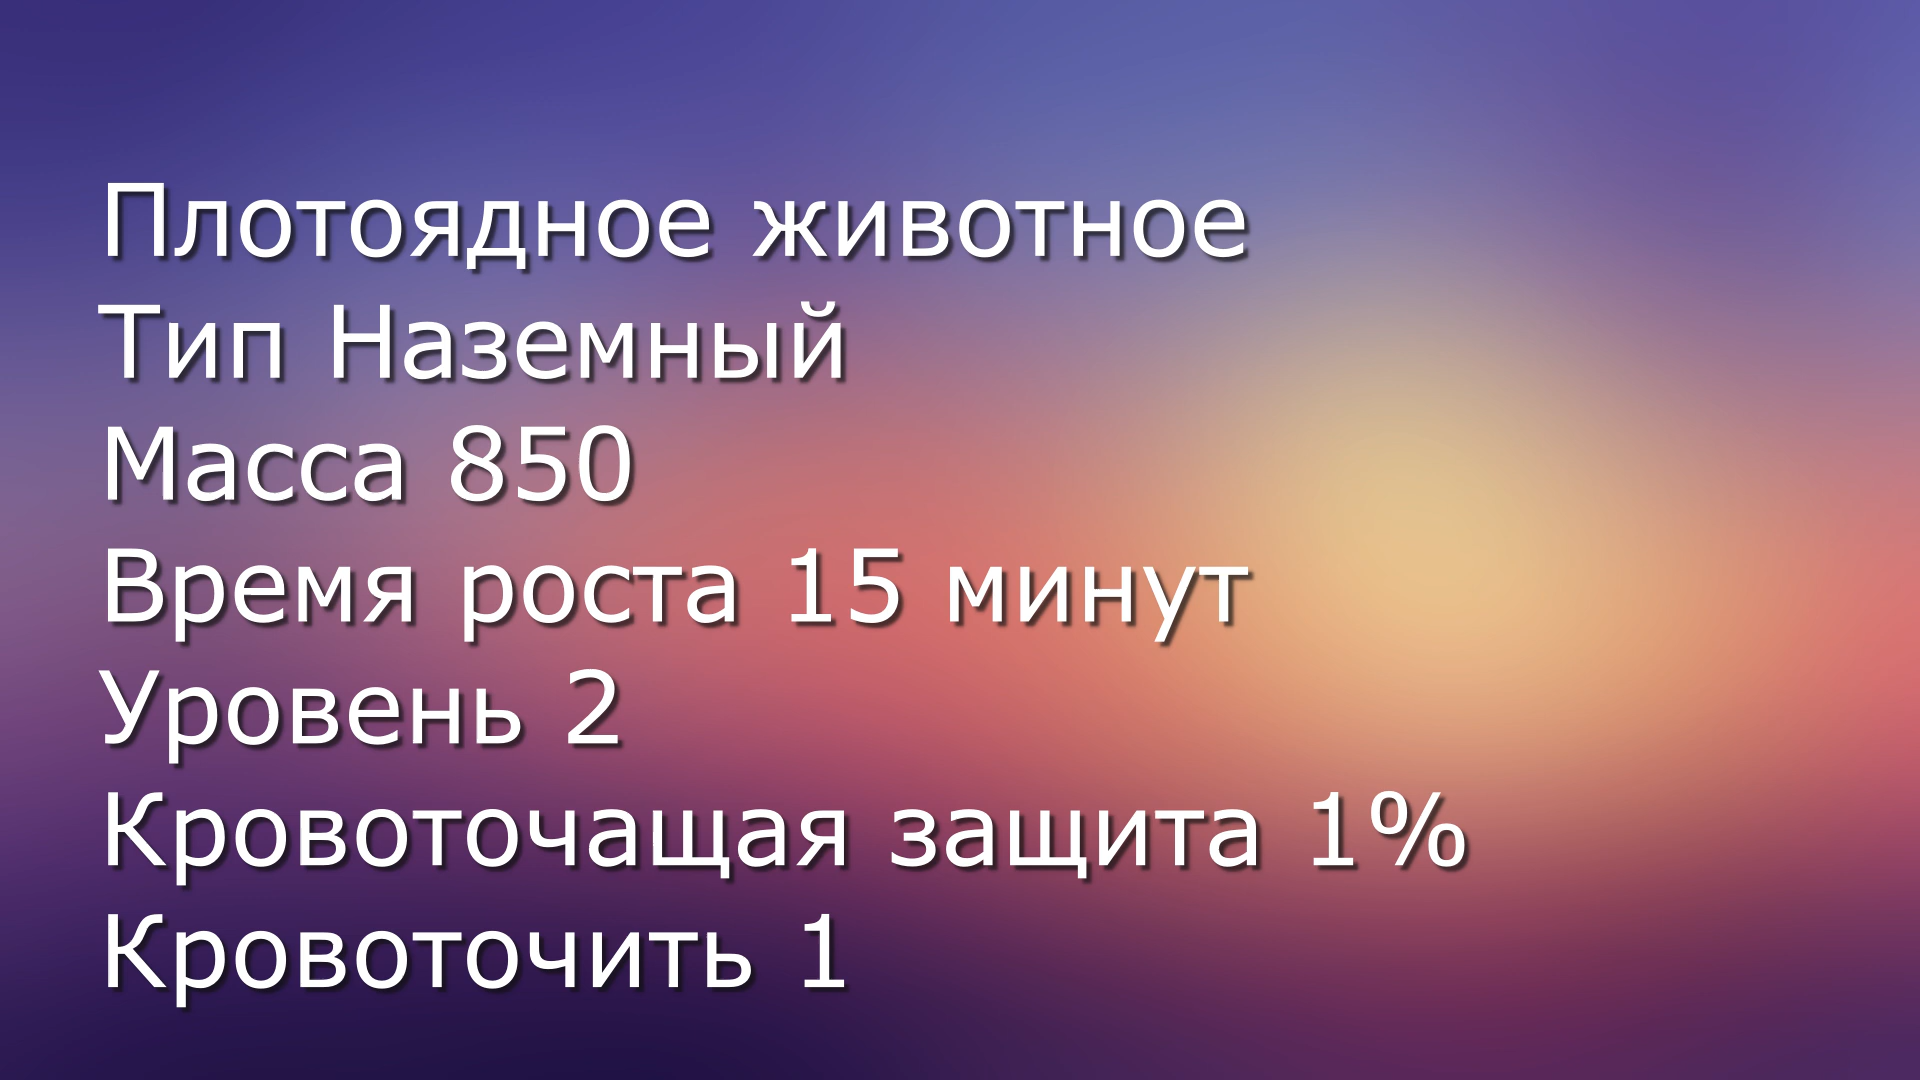 Плотоядное животное
Тип Наземный
Масса 850
Время роста 15 минут
Уровень 2
Кровоточащая защита 1%
Кровоточить 1